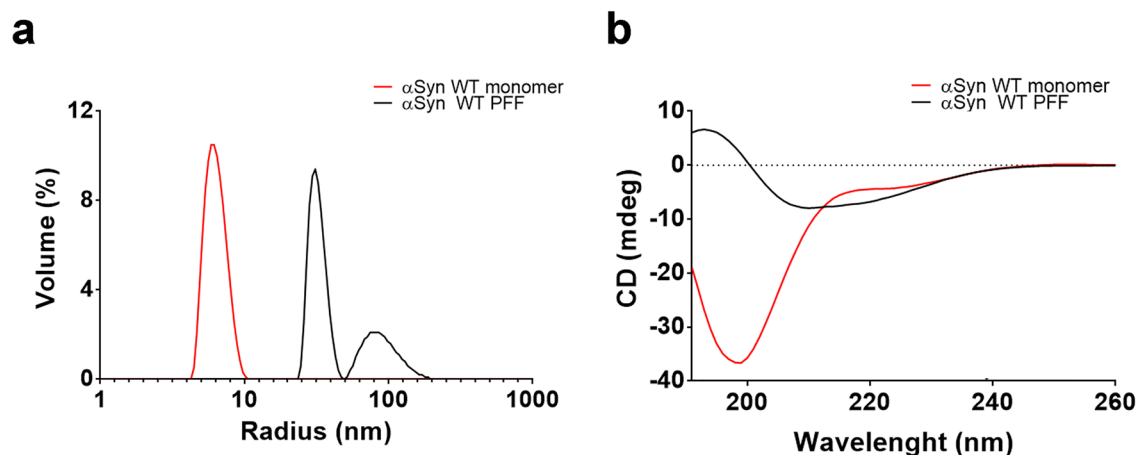 a
αSyn WT monomer
αSyn WT PFF
12
8
4
0
Volume (%)
1 10 100 1000
Radius (nm)
b
αSyn WT monomer
αSyn WT PFF
10
0
-10
-20
-30
-40
CD (mdeg)
200 220 240 260
Wavelenght (nm)